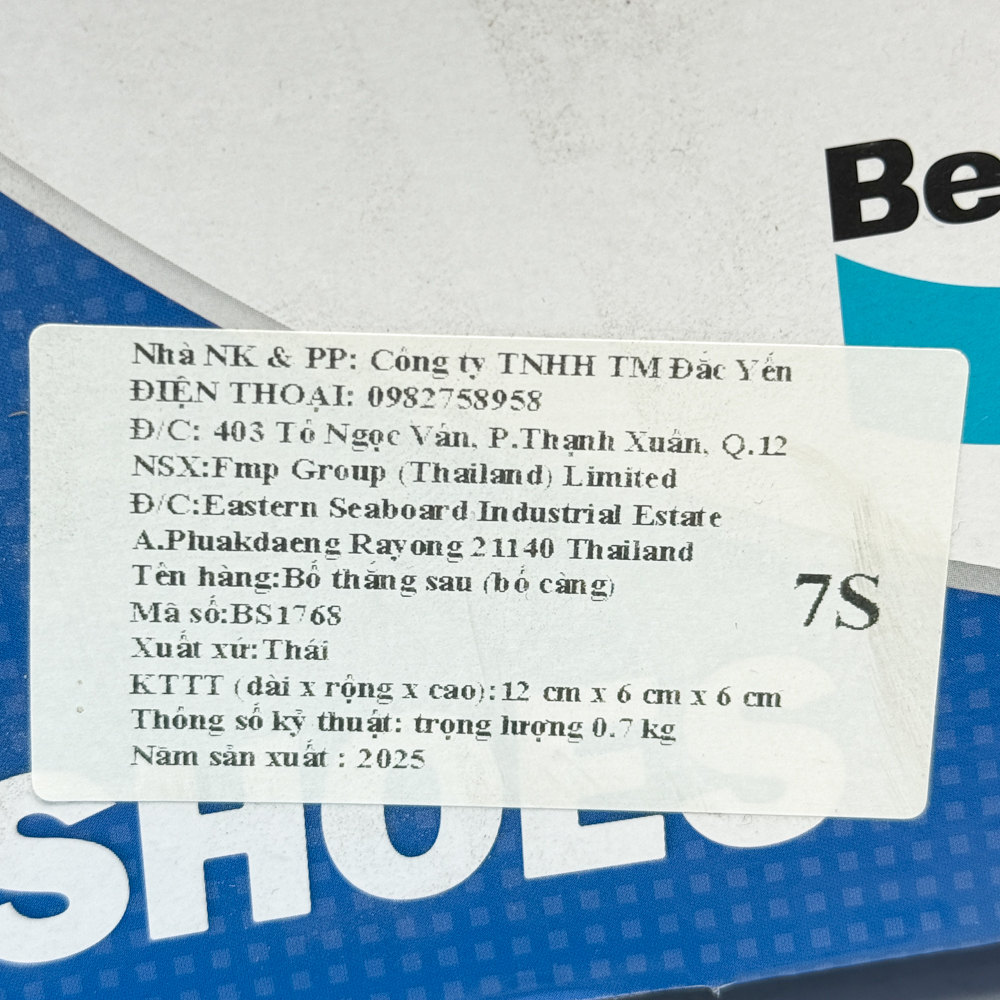 Be
Nhà NK & PP: Công ty TNHH TM Đắc Yến
ĐIỆN THOẠI: 0982758958
Đ/C: 403 Tô Ngọc Vân, P.Thạnh Xuân, Q.12
NSX:Fmp Group (Thailand) Limited
Đ/C:Eastern Seaboard Industrial Estate
A.Pluakdaeng Rayong 21140 Thailand
Tên hàng:Bố thắng sau (bố càng)
7S
Mã số:BS1768
Xuất xứ:Thái
KTTT (dài x rộng x cao):12 cm x 6 cm x 6 cm
Thông số kỹ thuật: trọng lượng 0.7 kg
Năm sản xuất : 2025
SHOES